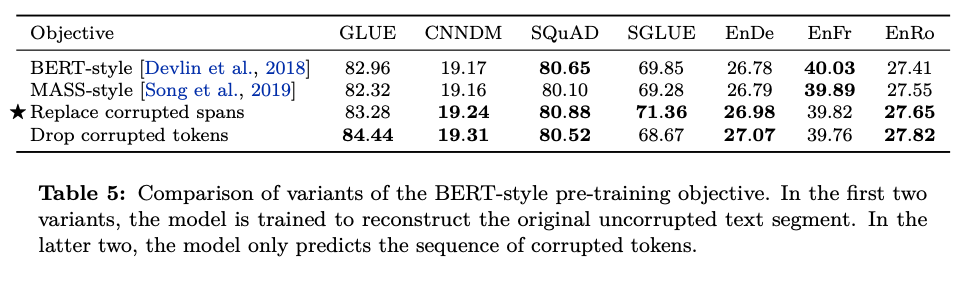 Objective GLUE CNNDM SQuAD SGLUE EnDe EnFr EnRo
BERT-style [Devlin et al., 2018] 82.96 19.17 80.65 69.85 26.78 40.03 27.41
MASS-style [Song et al., 2019] 82.32 19.16 80.10 69.28 26.79 39.89 27.55
★ Replace corrupted spans 83.28 19.24 80.88 71.36 26.98 39.82 27.65
Drop corrupted tokens 84.44 19.31 80.52 68.67 27.07 39.76 27.82
Table 5: Comparison of variants of the BERT-style pre-training objective. In the first two
variants, the model is trained to reconstruct the original uncorrupted text segment. In the
latter two, the model only predicts the sequence of corrupted tokens.